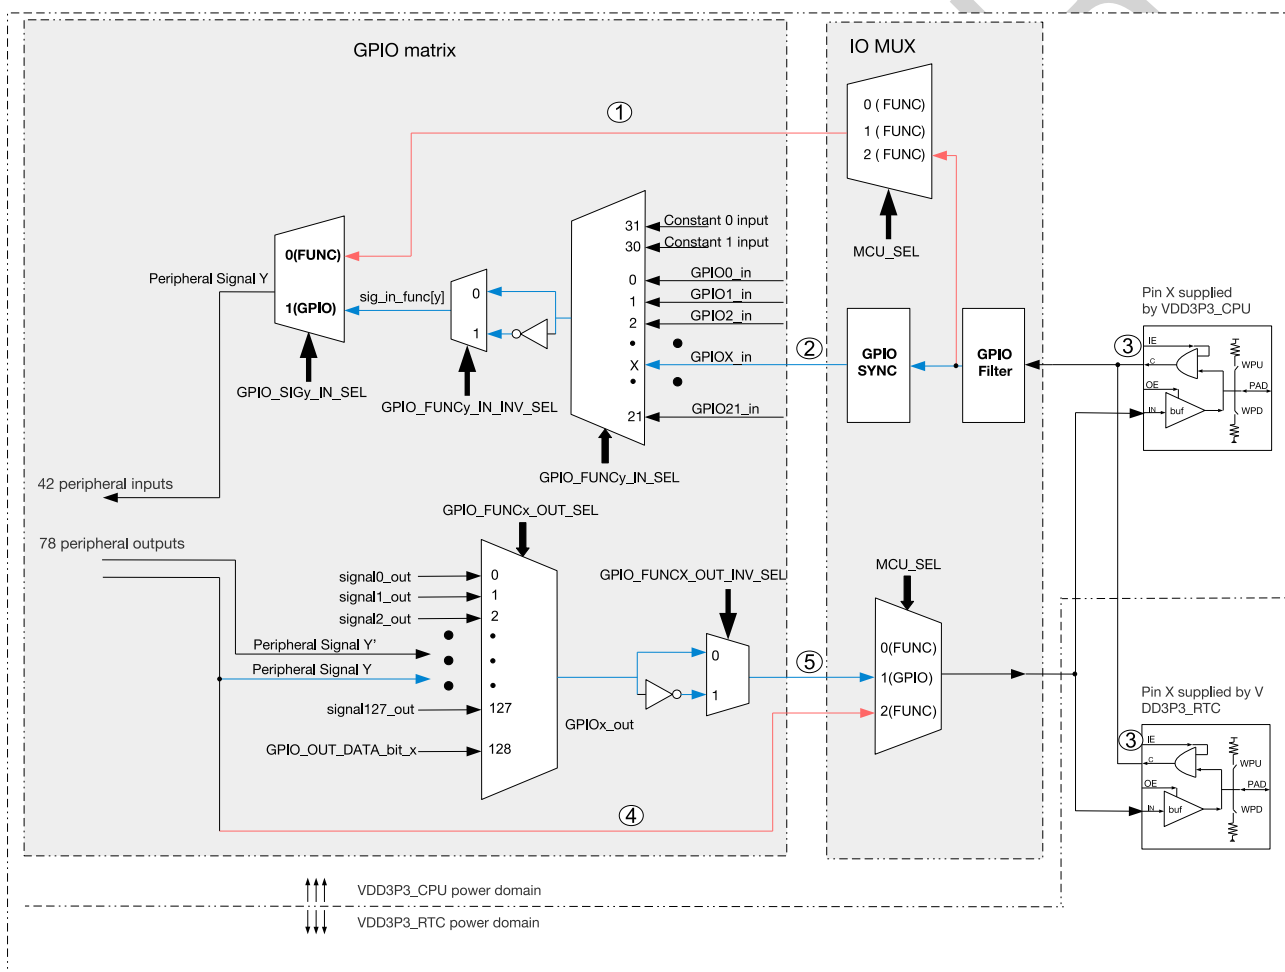 GPIO matrix
IO MUX
0 ( FUNC)
1 ( FUNC)
2 ( FUNC)
MCU_SEL
1
31
30
0
1
2
X
21
Constant 0 input
Constant 1 input
GPIO0_in
GPIO1_in
GPIO2_in
GPIOX_in
GPIO21_in
2
GPIO
SYNC
GPIO
Filter
0(FUNC)
1(GPIO)
Peripheral Signal Y
sig_in_func[y]
0
1
GPIO_SIGy_IN_SEL
GPIO_FUNCy_IN_INV_SEL
GPIO_FUNCy_IN_SEL
Pin X supplied
by VDD3P3_CPU
3
IE
C
OE
IN
buf
WPU
PAD
WPD
42 peripheral inputs
78 peripheral outputs
GPIO_FUNCx_OUT_SEL
signal0_out
signal1_out
signal2_out
Peripheral Signal Y'
Peripheral Signal Y
signal127_out
GPIO_OUT_DATA_bit_x
0
1
2
127
128
GPIOx_out
GPIO_FUNCX_OUT_INV_SEL
0
1
5
4
MCU_SEL
0(FUNC)
1(GPIO)
2(FUNC)
Pin X supplied by V
DD3P3_RTC
3
IE
C
OE
IN
buf
WPU
PAD
WPD
VDD3P3_CPU power domain
VDD3P3_RTC power domain